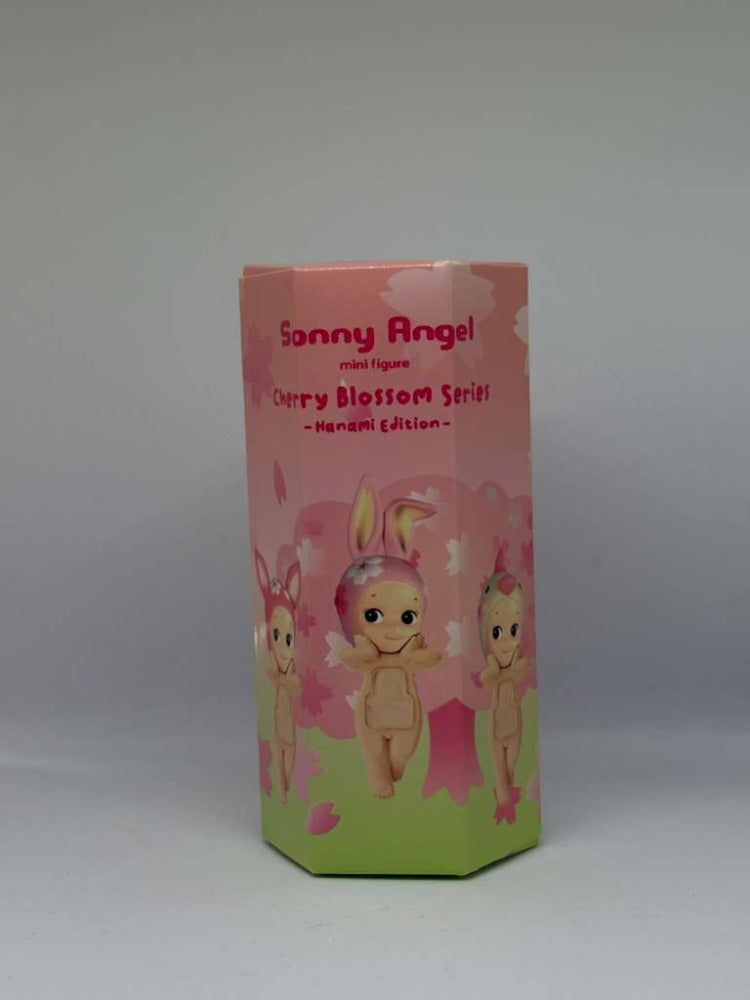 Sonny Angel
mini figure
Cherry Blossom Series
- Hanami Edition -